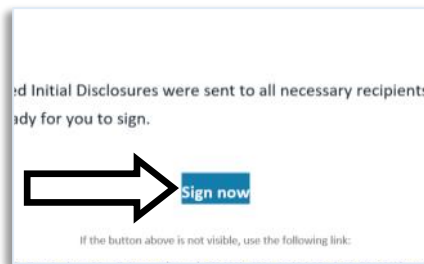 ed Initial Disclosures were sent to all necessary recipients
ady for you to sign.
Sign now
If the button above is not visible, use the following link: